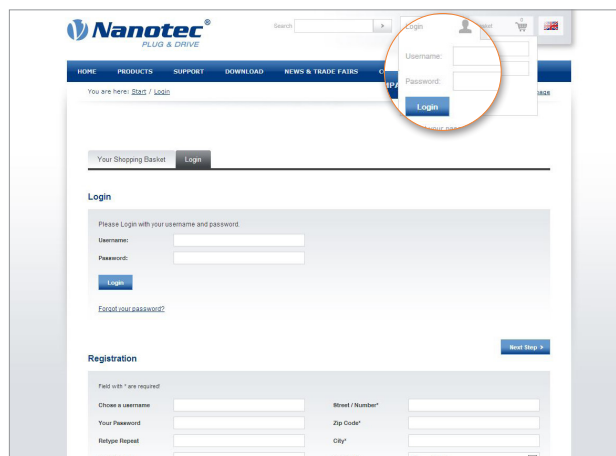 Nanotec®
PLUG & DRIVE
Search
>
Login
0
Username:
Password:
Login
HOME PRODUCTS SUPPORT DOWNLOAD NEWS & TRADE FAIRS
You are here: Start / Login
Your Shopping Basket Login
Login
Please Login with your username and password.
Username:
Password:
Login
Forgot your password?
Next Step >
Registration
Field with * are required!
Chose a username Street / Number*
Your Password Zip Code*
Retype Repeat City*